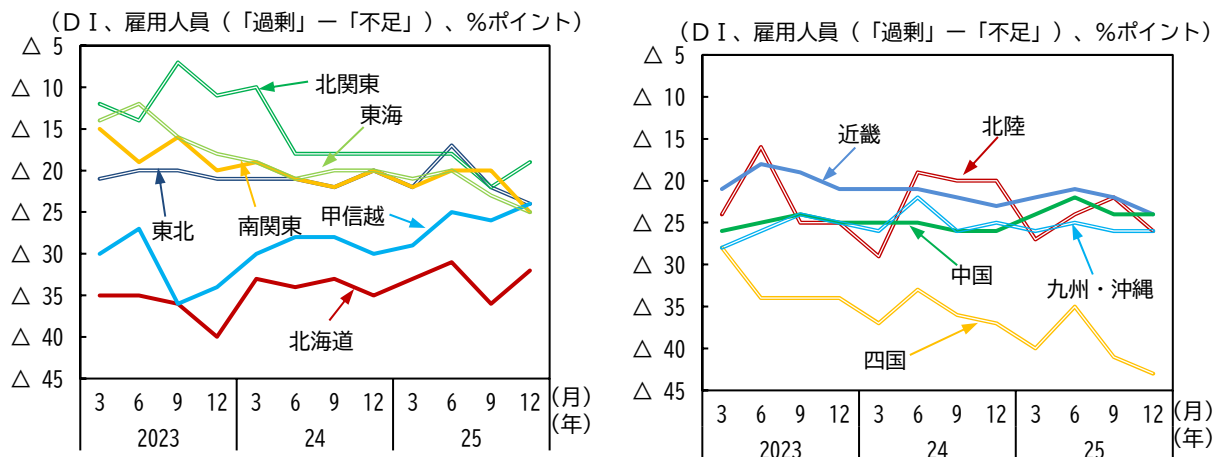 （ＤＩ、雇用人員（「過剰」－「不足」）、％ポイント）
△ 5
△ 10
△ 15
△ 20
△ 25
△ 30
△ 35
△ 40
△ 45
北関東
東海
東北
南関東
甲信越
北海道
3 6 9 12 3 6 9 12 3 6 9 12 （月）
2023 24 25 （年）
（ＤＩ、雇用人員（「過剰」－「不足」）、％ポイント）
△ 5
△ 10
△ 15
△ 20
△ 25
△ 30
△ 35
△ 40
△ 45
近畿
北陸
中国
九州・沖縄
四国
3 6 9 12 3 6 9 12 3 6 9 12 （月）
2023 24 25 （年）